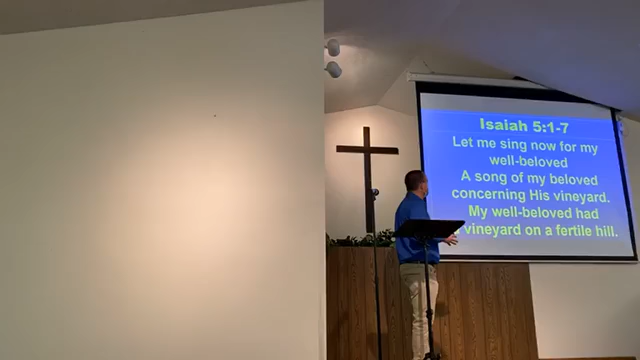 Isaiah 5:1-7
Let me sing now for my
well-beloved
A song of my beloved
concerning His vineyard.
My well-beloved had
vineyard on a fertile hill.